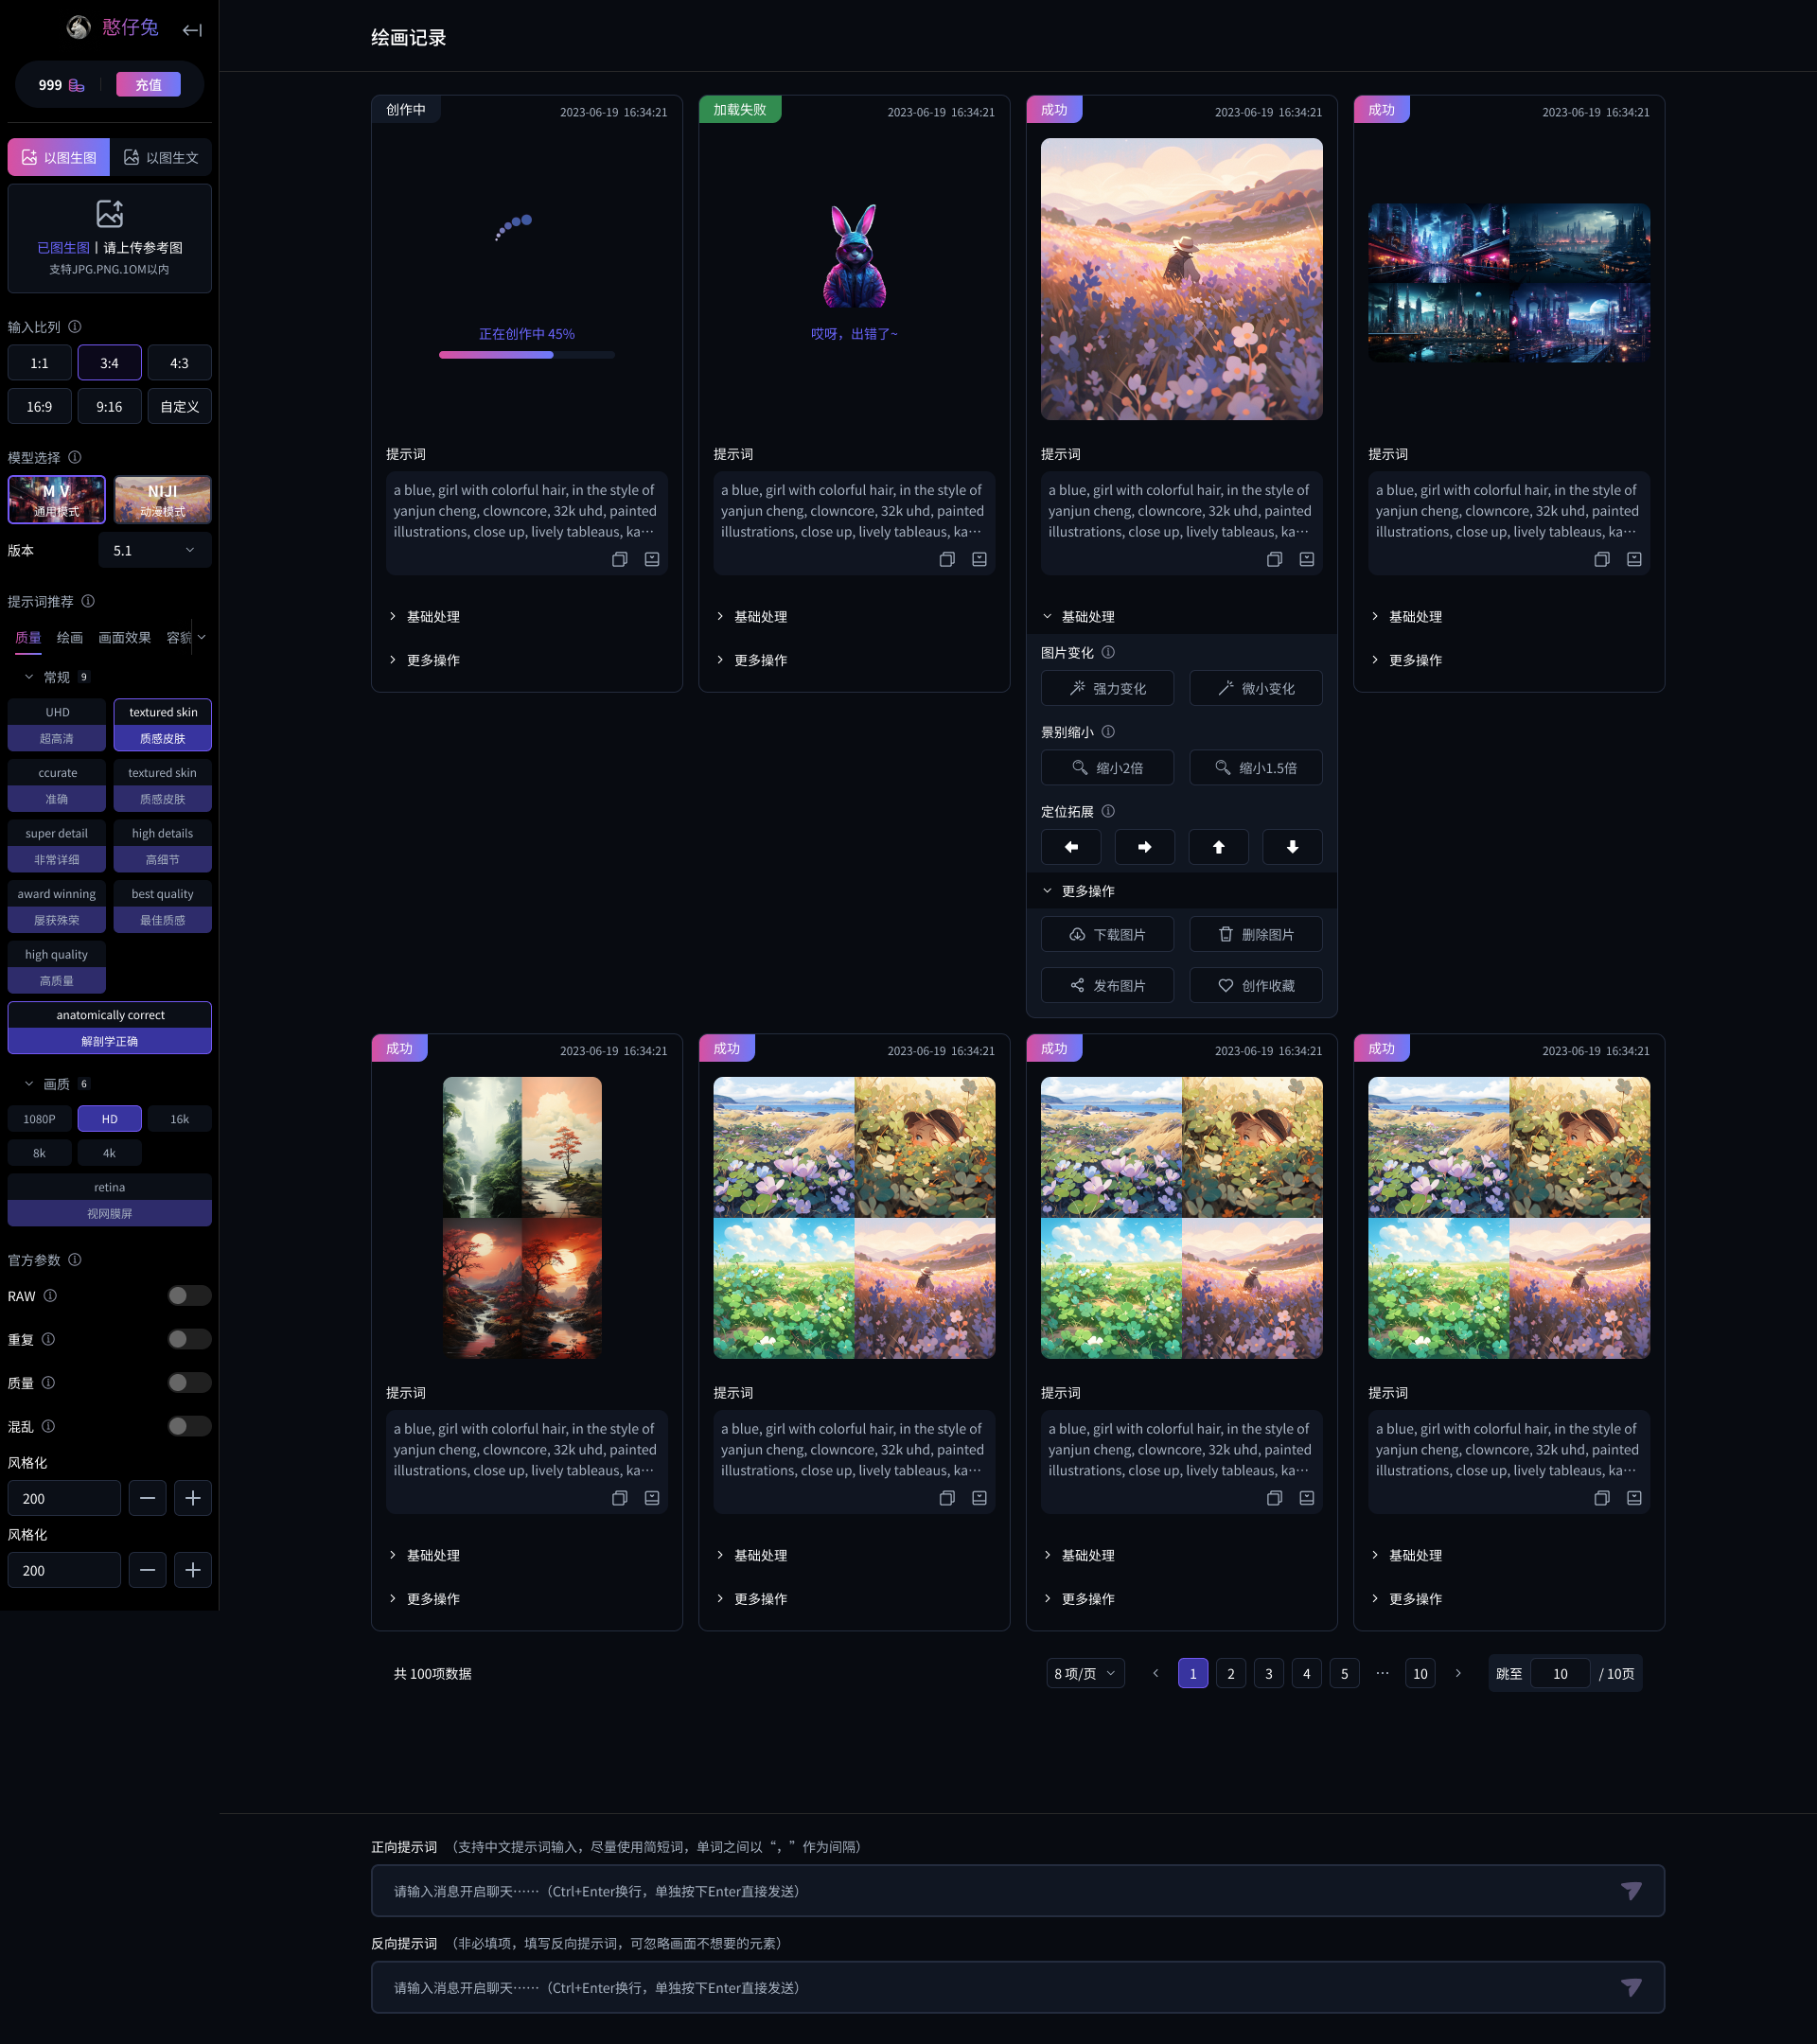 憨仔兔
999
充值
以图生图
以图生文
已图生图 | 请上传参考图
支特JPG.PNG.1OM以内
输入比列
1:1
3:4
4:3
16:9
9:16
自定义
模型选择
M V
通用模式
NIJI
动漫模式
版本
5.1
提示词推荐
质量
绘画
画面效果
容貌
常规 9
UHD
超高清
textured skin
质感皮肤
ccurate
准确
textured skin
质感皮肤
super detail
非常详细
high details
高细节
award winning
屡获殊荣
best quality
最佳质感
high quality
高质量
anatomically correct
解剖学正确
画质 6
1080P
HD
16k
8k
4k
retina
视网膜屏
官方参数
RAW
重复
质量
混乱
风格化
200
风格化
200
绘画记录
创作中
2023-06-19 16:34:21
正在创作中 45%
提示词
a blue, girl with colorful hair, in the style of
yanjun cheng, clowncore, 32k uhd, painted
illustrations, close up, lively tableaus, ka···
基础处理
更多操作
加载失败
2023-06-19 16:34:21
哎呀，出错了~
提示词
a blue, girl with colorful hair, in the style of
yanjun cheng, clowncore, 32k uhd, painted
illustrations, close up, lively tableaus, ka···
基础处理
更多操作
成功
2023-06-19 16:34:21
提示词
a blue, girl with colorful hair, in the style of
yanjun cheng, clowncore, 32k uhd, painted
illustrations, close up, lively tableaus, ka···
基础处理
图片变化
强力变化
微小变化
景别缩小
缩小2倍
缩小1.5倍
定位拓展
更多操作
下载图片
删除图片
发布图片
创作收藏
成功
2023-06-19 16:34:21
提示词
a blue, girl with colorful hair, in the style of
yanjun cheng, clowncore, 32k uhd, painted
illustrations, close up, lively tableaus, ka···
基础处理
更多操作
成功
2023-06-19 16:34:21
提示词
a blue, girl with colorful hair, in the style of
yanjun cheng, clowncore, 32k uhd, painted
illustrations, close up, lively tableaus, ka···
基础处理
更多操作
成功
2023-06-19 16:34:21
提示词
a blue, girl with colorful hair, in the style of
yanjun cheng, clowncore, 32k uhd, painted
illustrations, close up, lively tableaus, ka···
基础处理
更多操作
成功
2023-06-19 16:34:21
提示词
a blue, girl with colorful hair, in the style of
yanjun cheng, clowncore, 32k uhd, painted
illustrations, close up, lively tableaus, ka···
基础处理
更多操作
成功
2023-06-19 16:34:21
提示词
a blue, girl with colorful hair, in the style of
yanjun cheng, clowncore, 32k uhd, painted
illustrations, close up, lively tableaus, ka···
基础处理
更多操作
共 100项数据
8 项/页
1
2
3
4
5
···
10
跳至 10 / 10页
正向提示词 （支持中文提示词输入，尽量使用简短词，单词之间以“，”作为间隔）
请输入消息开启聊天……（Ctrl+Enter换行，单独按下Enter直接发送）
反向提示词 （非必填项，填写反向提示词，可忽略画面不想要的元素）
请输入消息开启聊天……（Ctrl+Enter换行，单独按下Enter直接发送）